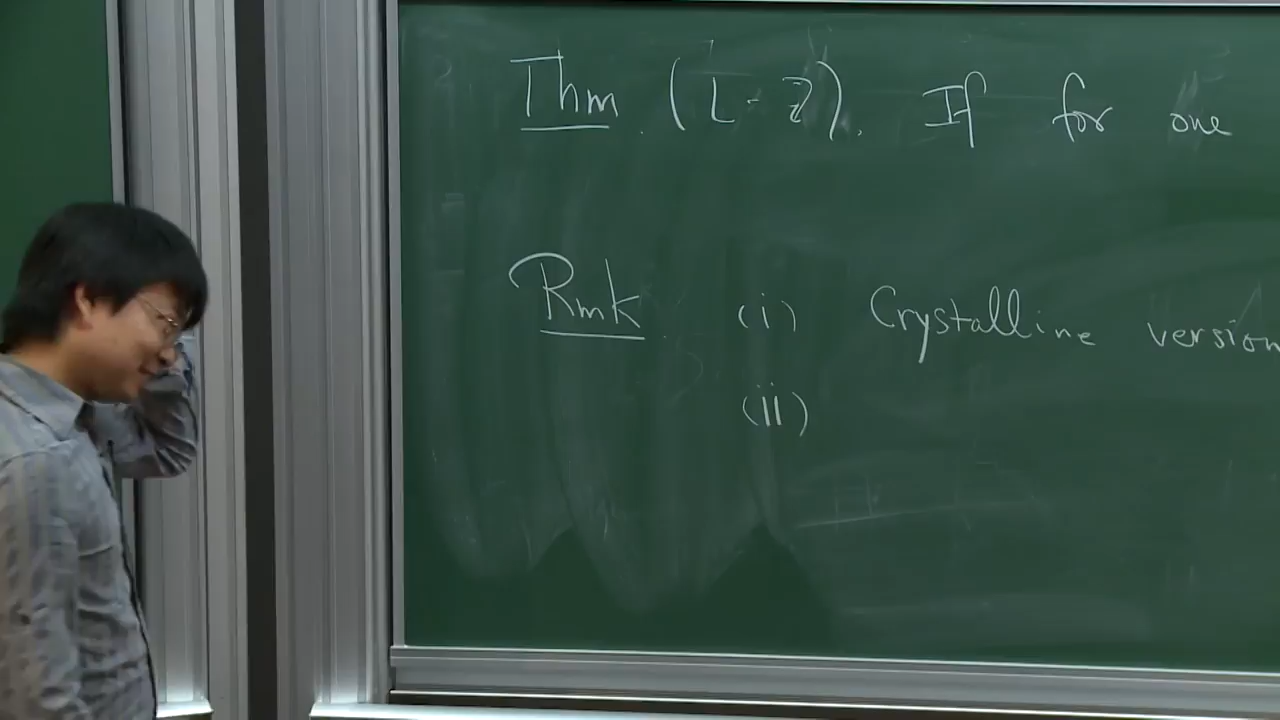 Thm. (L-Z). If for one
Rmk. (i) Crystalline version
(ii)